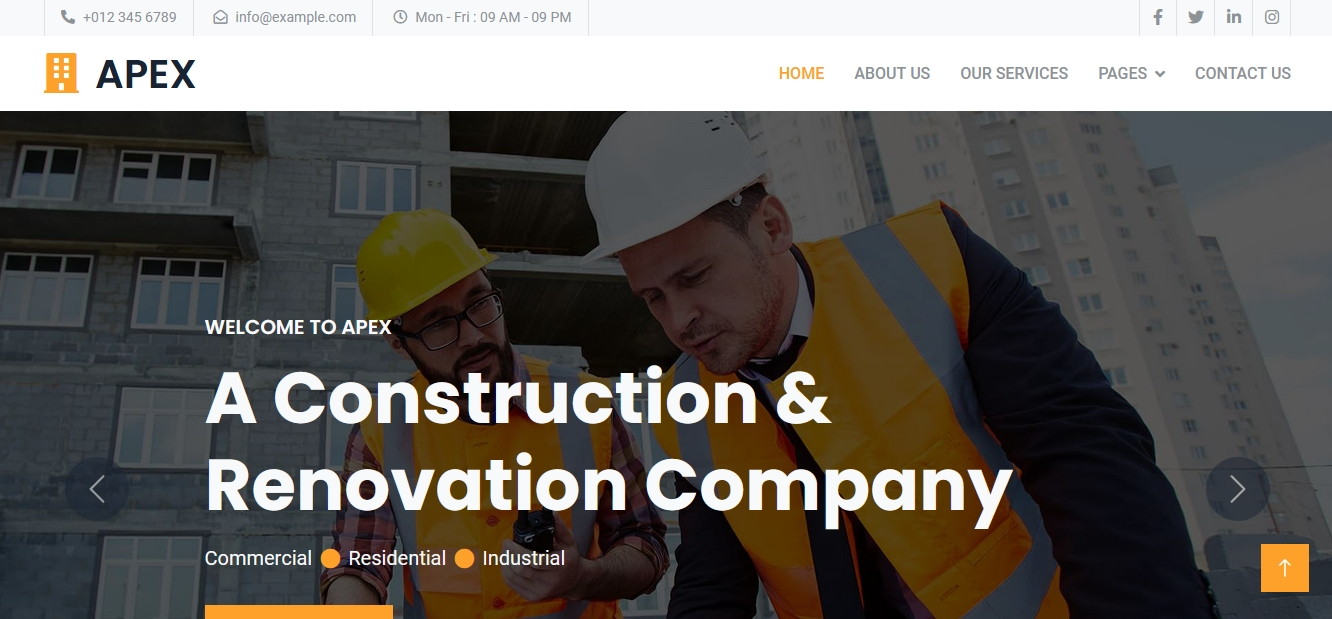 +012 345 6789
info@example.com
Mon - Fri : 09 AM - 09 PM
APEX
HOME
ABOUT US
OUR SERVICES
PAGES
CONTACT US
WELCOME TO APEX
A Construction &
Renovation Company
Commercial Residential Industrial